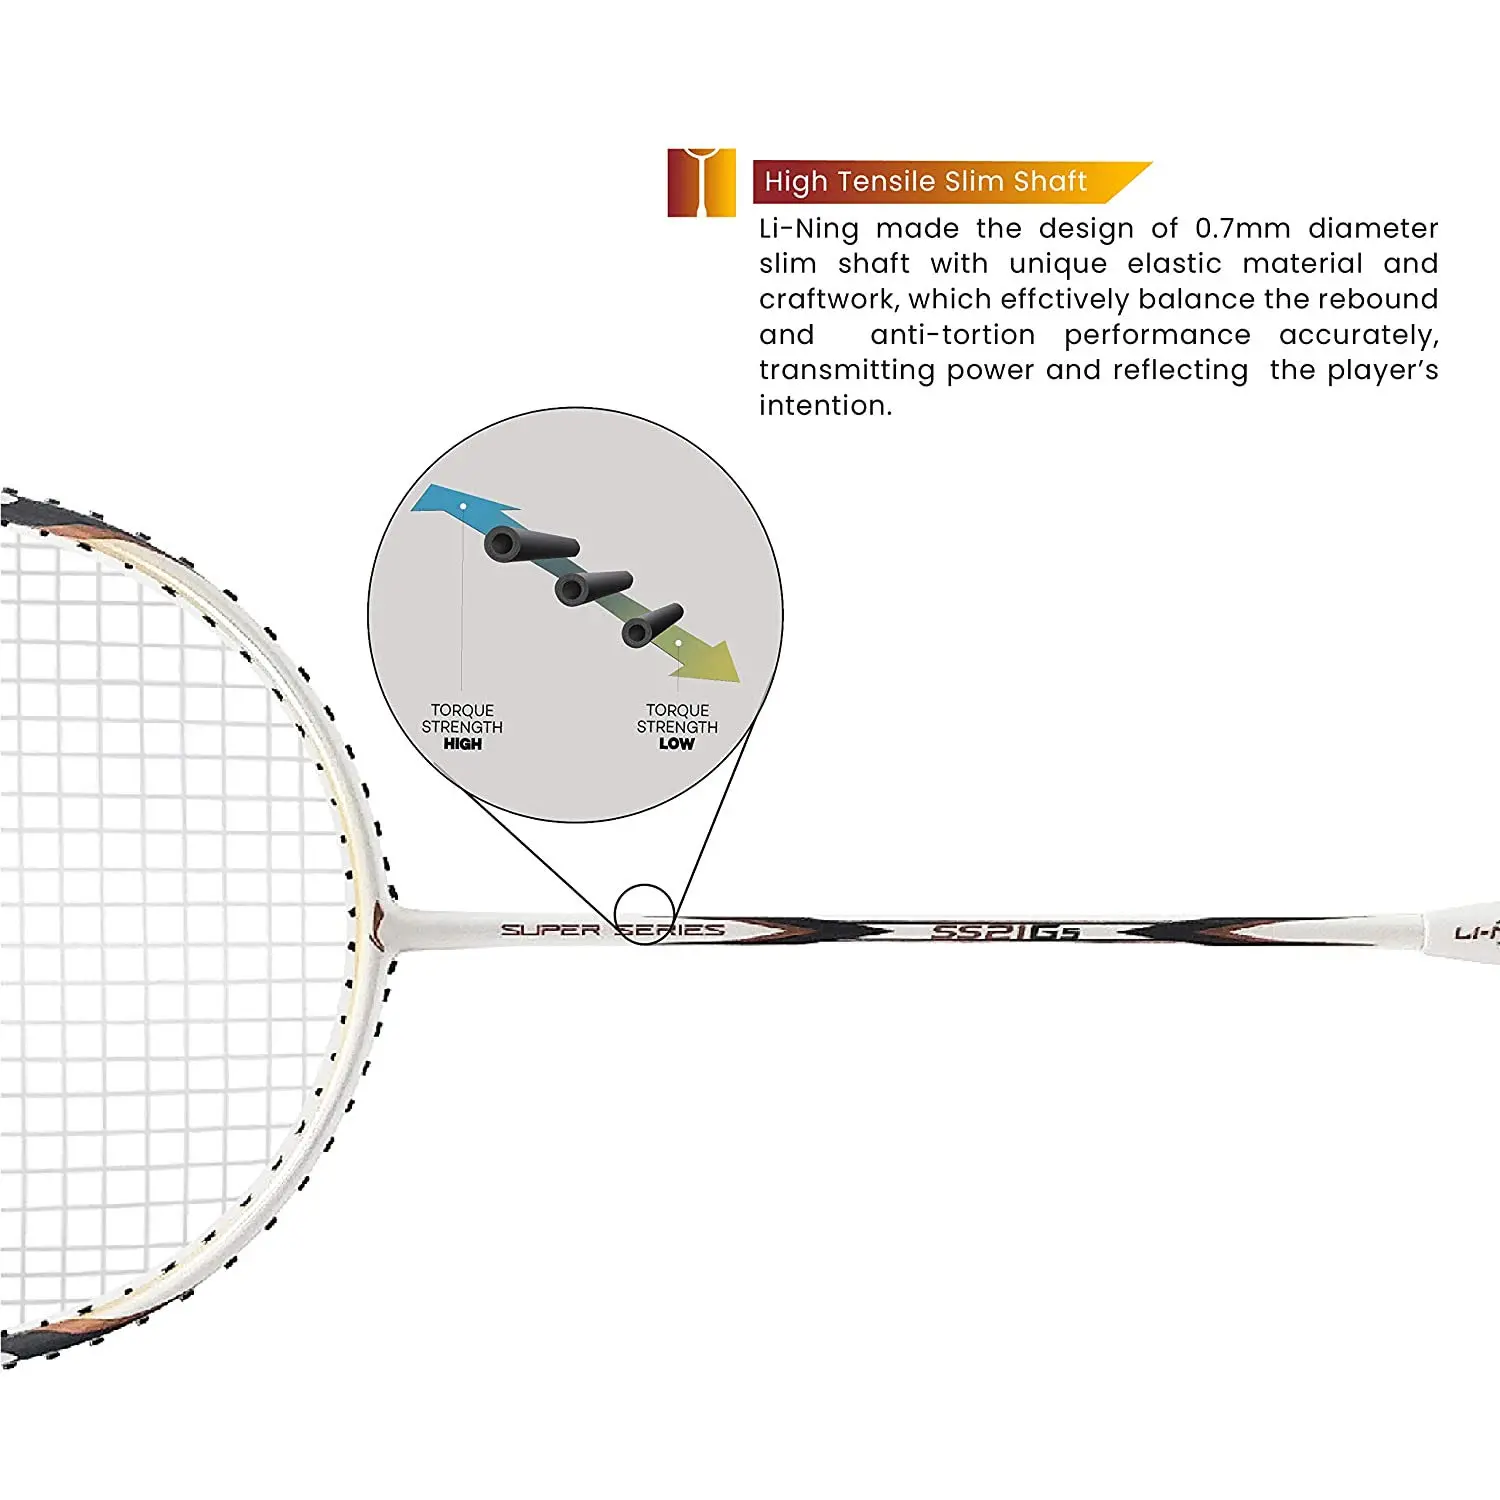 High Tensile Slim Shaft
Li-Ning made the design of 0.7mm diameter
slim shaft with unique elastic material and
craftwork, which effctively balance the rebound
and anti-tortion performance accurately,
transmitting power and reflecting the player's
intention.
TORQUE
STRENGTH
HIGH
TORQUE
STRENGTH
LOW
SUPER SERIES
SS21G5